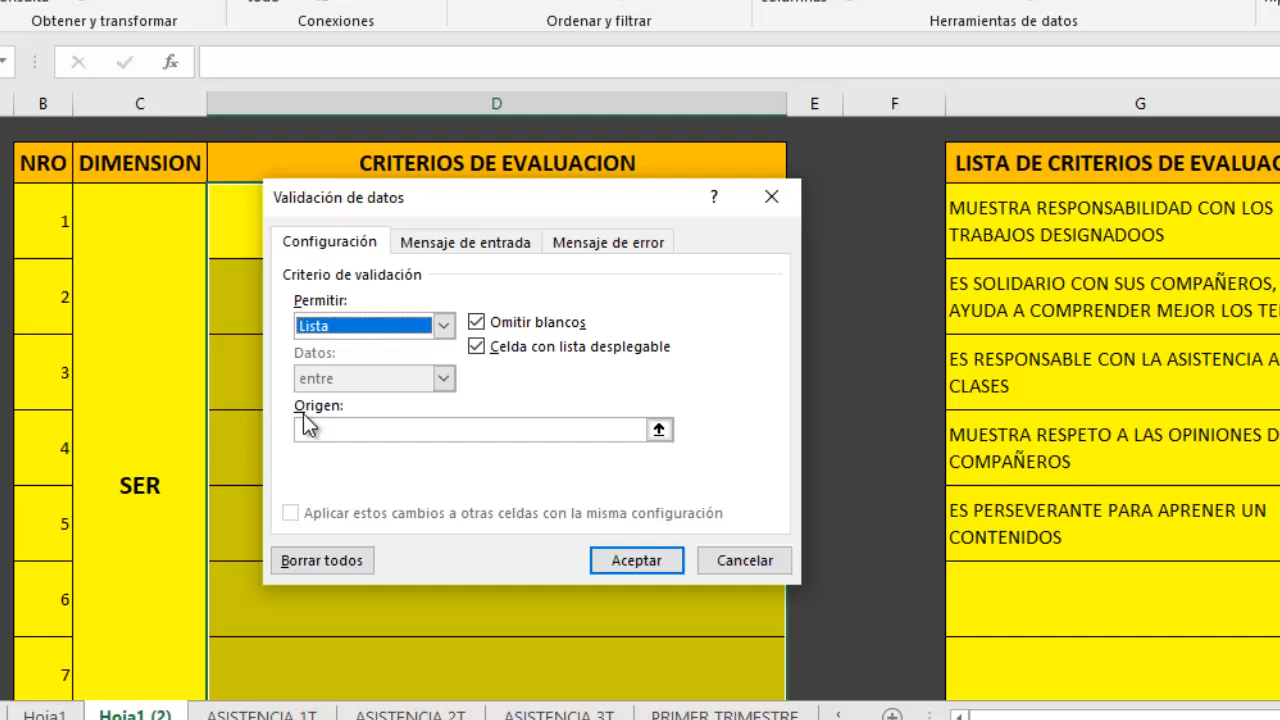 Obtener y transformar
Conexiones
Ordenar y filtrar
Herramientas de datos
fx
B C D E F G
NRO DIMENSION CRITERIOS DE EVALUACION
LISTA DE CRITERIOS DE EVALUAC
1
2
3
4
5
6
7
SER
MUESTRA RESPONSABILIDAD CON LOS
TRABAJOS DESIGNADOOS
ES SOLIDARIO CON SUS COMPAÑEROS,
AYUDA A COMPRENDER MEJOR LOS TE
ES RESPONSABLE CON LA ASISTENCIA A
CLASES
MUESTRA RESPETO A LAS OPINIONES D
COMPAÑEROS
ES PERSEVERANTE PARA APRENER UN
CONTENIDOS
Validación de datos
?
Configuración Mensaje de entrada Mensaje de error
Criterio de validación
Permitir:
Lista
Omitir blancos
Celda con lista desplegable
Datos:
entre
Origen:
Aplicar estos cambios a otras celdas con la misma configuración
Borrar todos Aceptar Cancelar
Hoja1 Hoja1 (2) ASISTENCIA 1T ASISTENCIA 2T ASISTENCIA 3T PRIMER TRIMESTRE